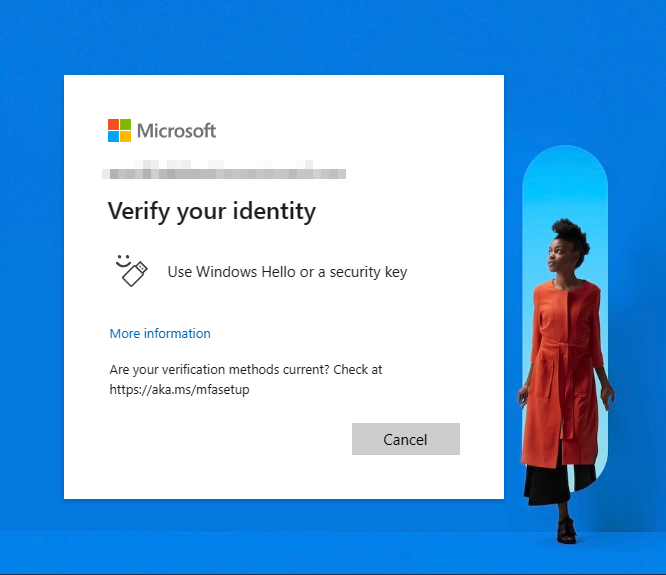 Microsoft
Verify your identity
Use Windows Hello or a security key
More information
Are your verification methods current? Check at
https://aka.ms/mfasetup
Cancel